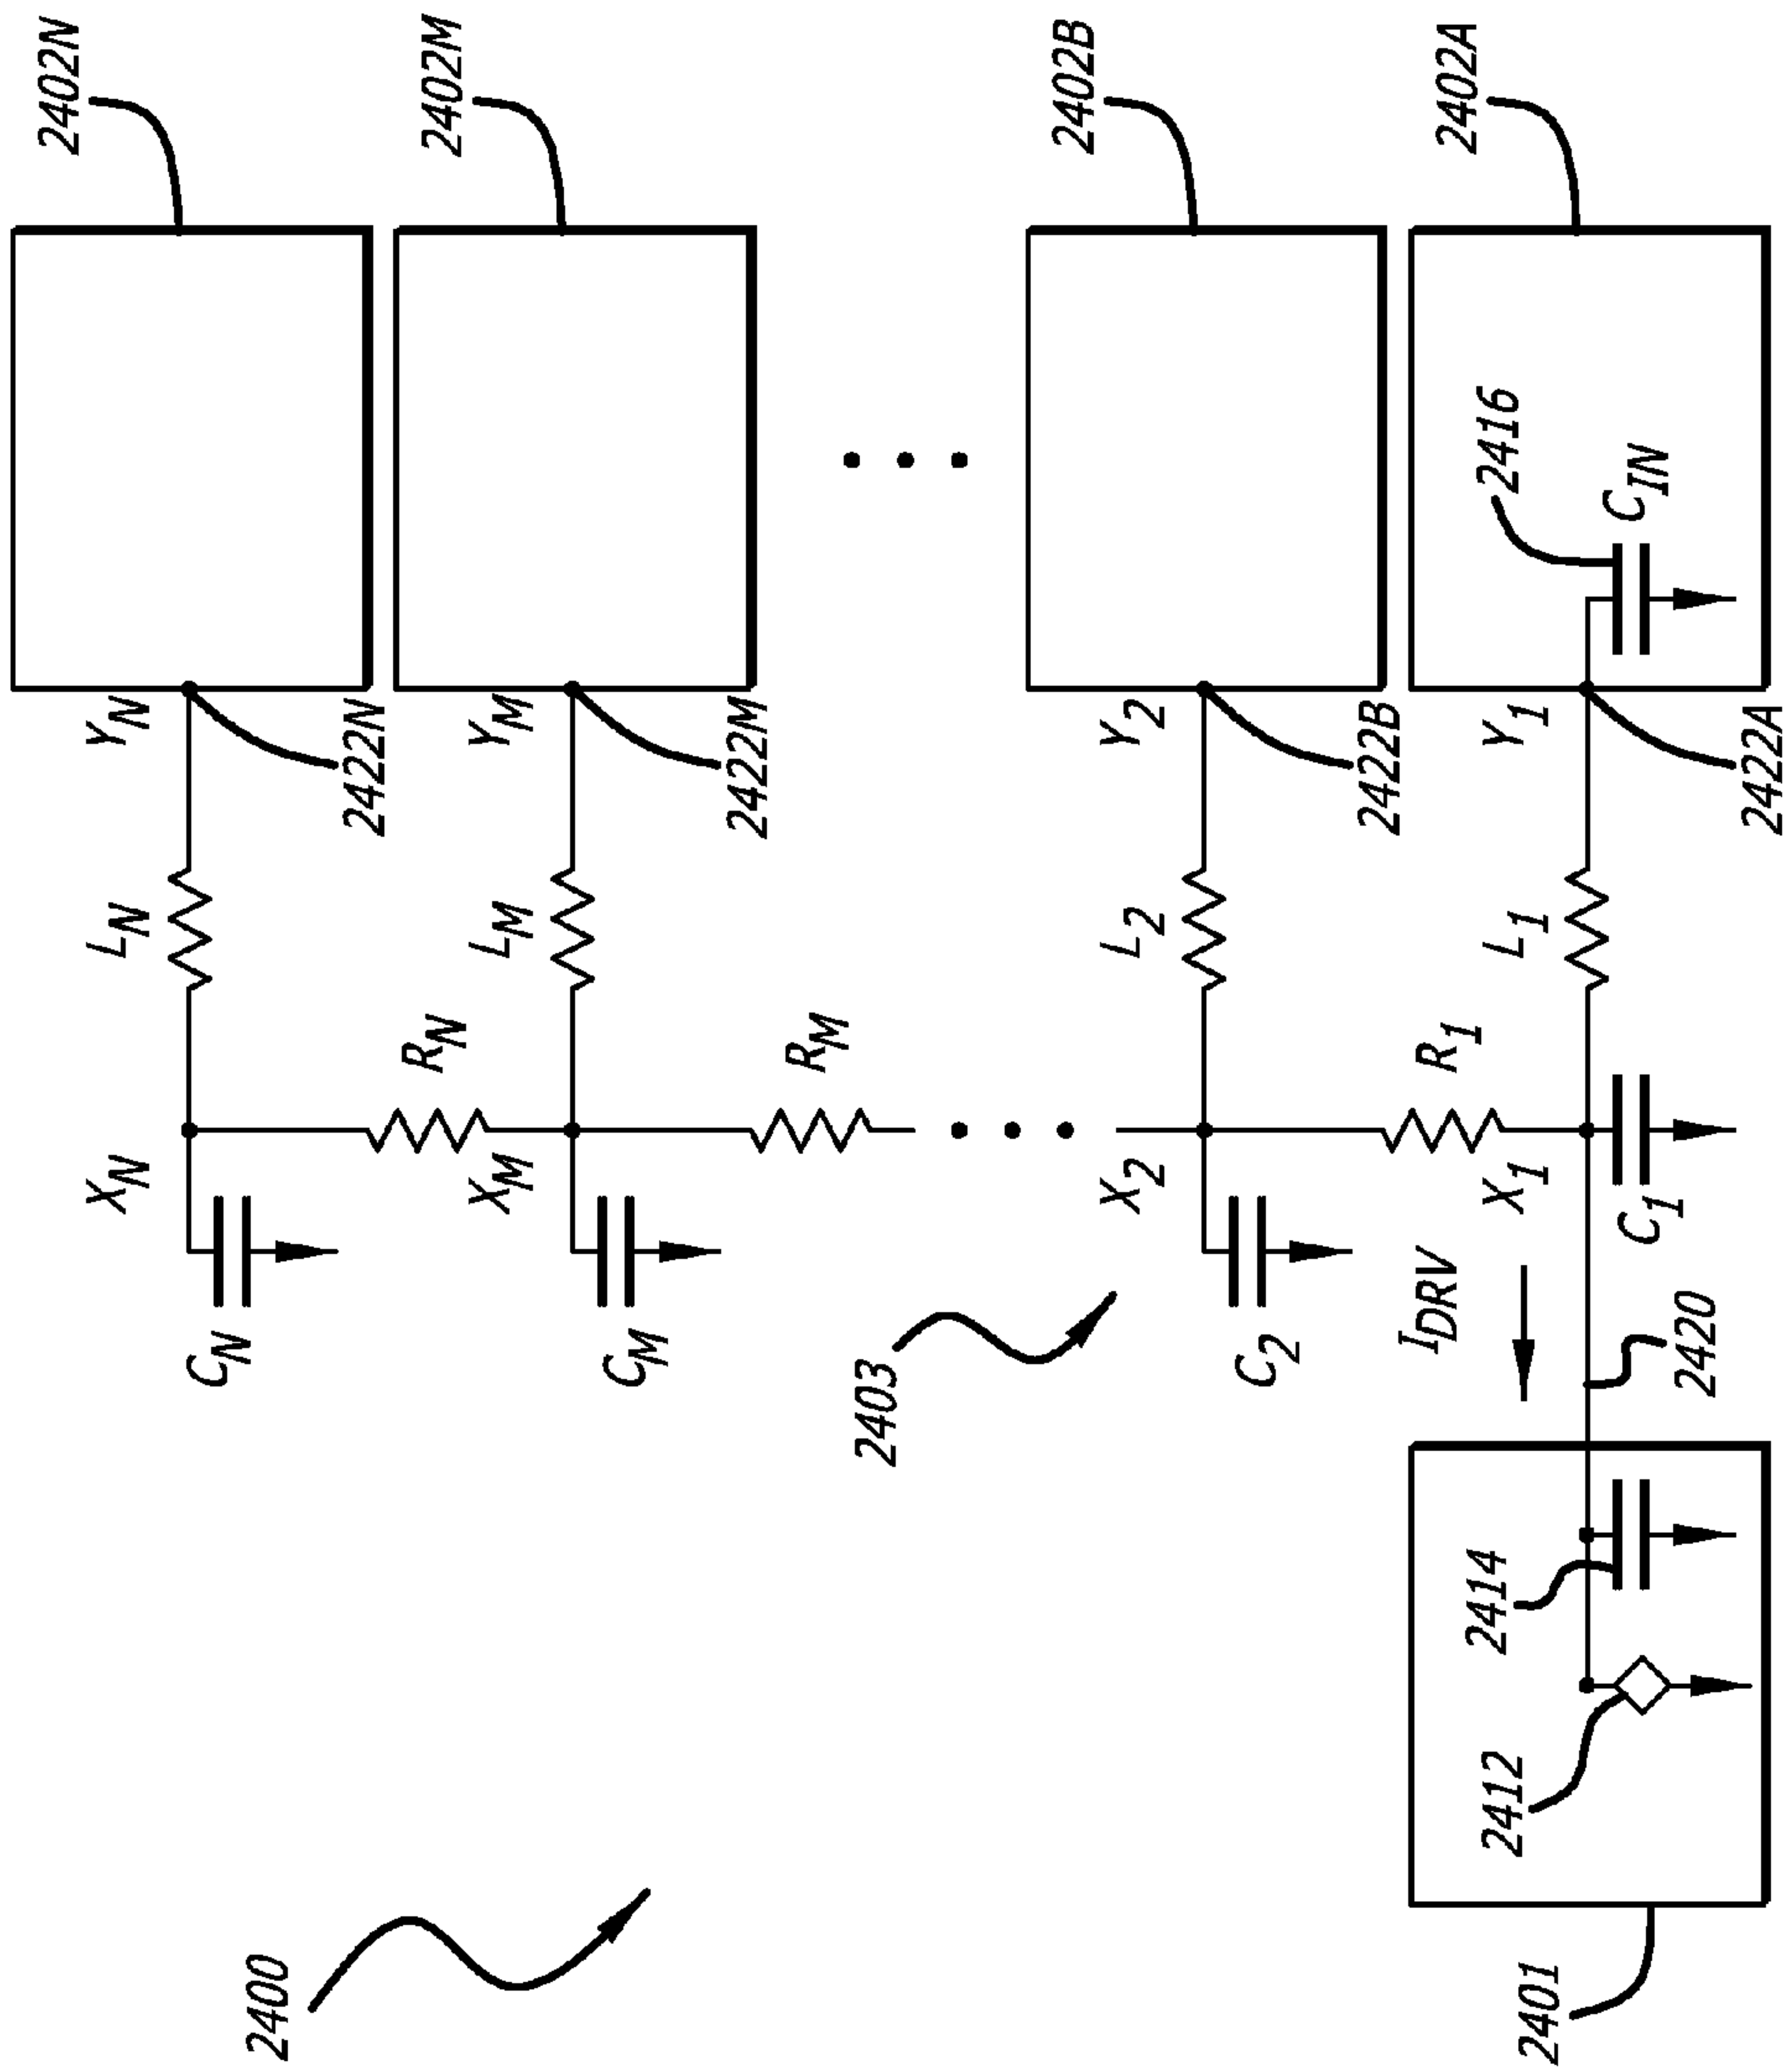 2402N
X_N
L_N
Y_N
C_N
2400
2422N
R_N
2402M
X_M
L_M
Y_M
C_M
2422M
R_M
2403
2402B
X_2
L_2
Y_2
C_2
2422B
I_DRV
R_1
2402A
2414
2416
2412
X_1
L_1
Y_1
2401
C_IN
C_1
2420
2422A